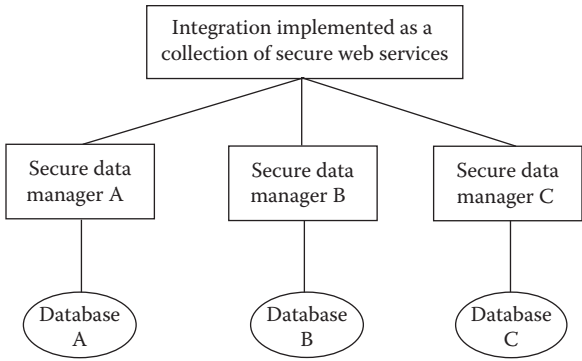 Integration implemented as a
collection of secure web services
Secure data
manager A
Secure data
manager B
Secure data
manager C
Database
A
Database
B
Database
C